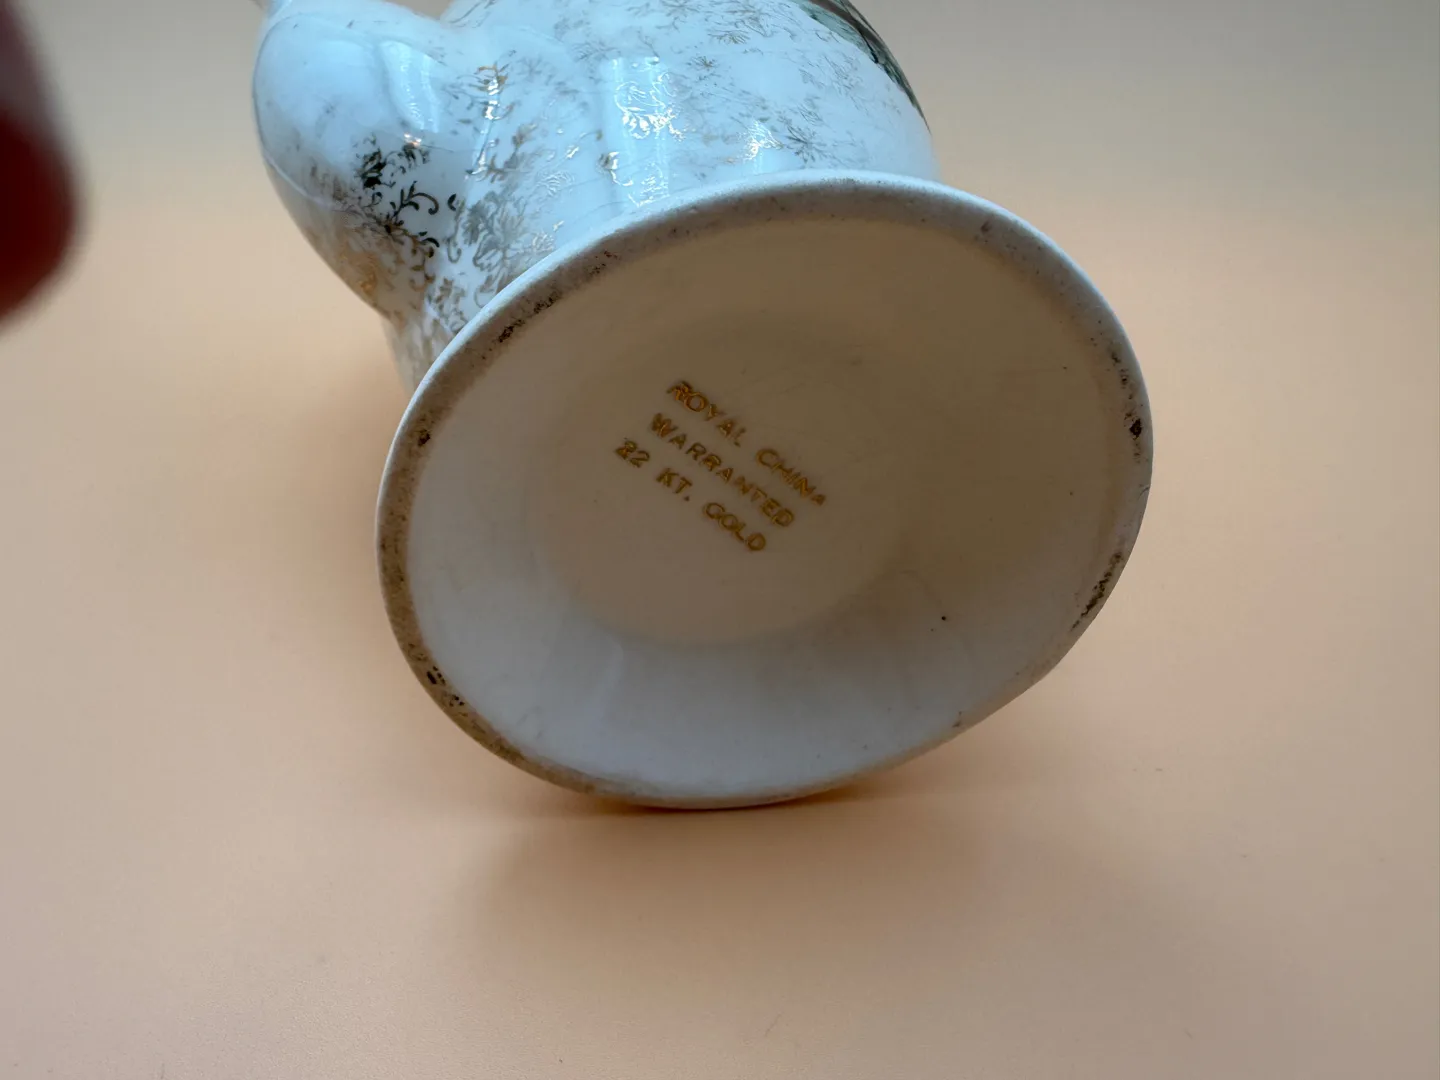 ROYAL CHINA
WARRANTED
22 KT. GOLD